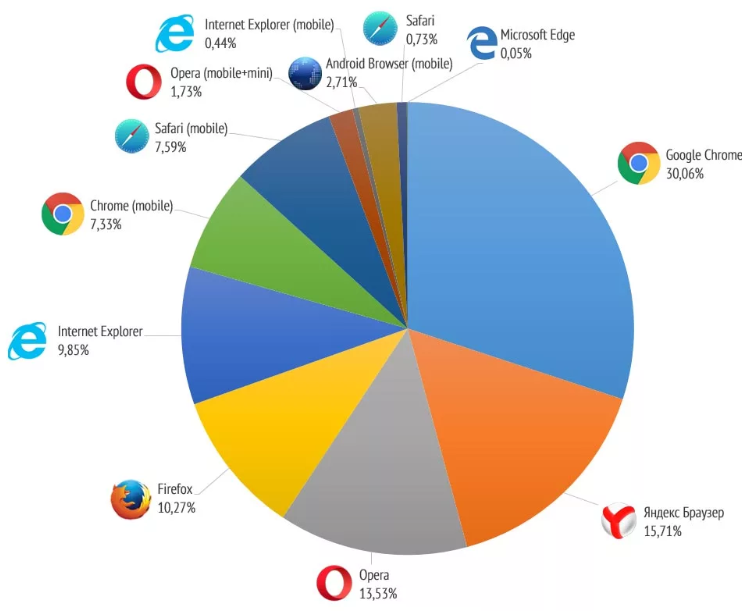 Internet Explorer (mobile)
0,44%
Safari
0,73%
Microsoft Edge
0,05%
Opera (mobile+mini)
1,73%
Android Browser (mobile)
2,71%
Safari (mobile)
7,59%
Google Chrome
30,06%
Chrome (mobile)
7,33%
Internet Explorer
9,85%
Firefox
10,27%
Яндекс Браузер
15,71%
Opera
13,53%